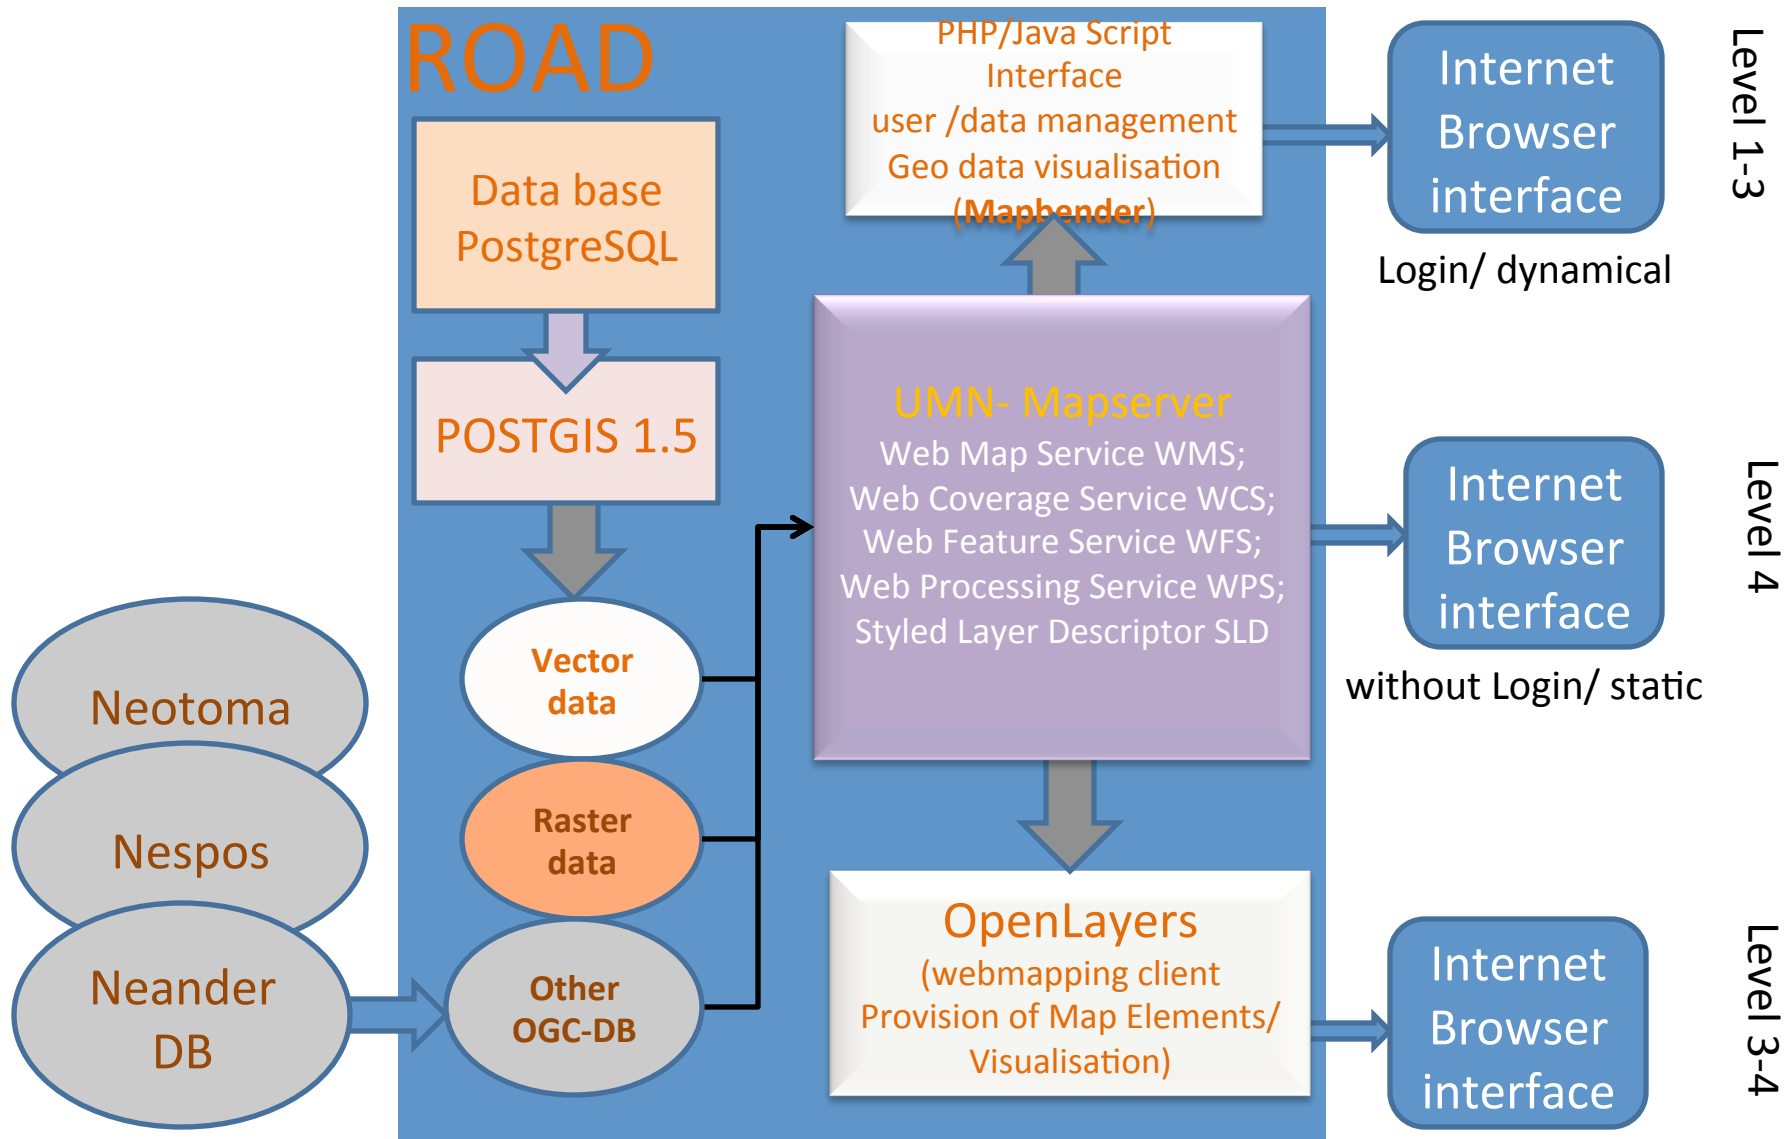 ROAD
Data base
PostgreSQL
POSTGIS 1.5
Vector
data
Raster
data
Other
OGC-DB
Neotoma
Nespos
Neander
DB
PHP/Java Script
Interface
user /data management
Geo data visualisation
(Mapbender)
UMN- Mapserver
Web Map Service WMS;
Web Coverage Service WCS;
Web Feature Service WFS;
Web Processing Service WPS;
Styled Layer Descriptor SLD
OpenLayers
(webmapping client
Provision of Map Elements/
Visualisation)
Internet
Browser
interface
Login/ dynamical
Level 1-3
Internet
Browser
interface
without Login/ static
Level 4
Internet
Browser
interface
Level 3-4